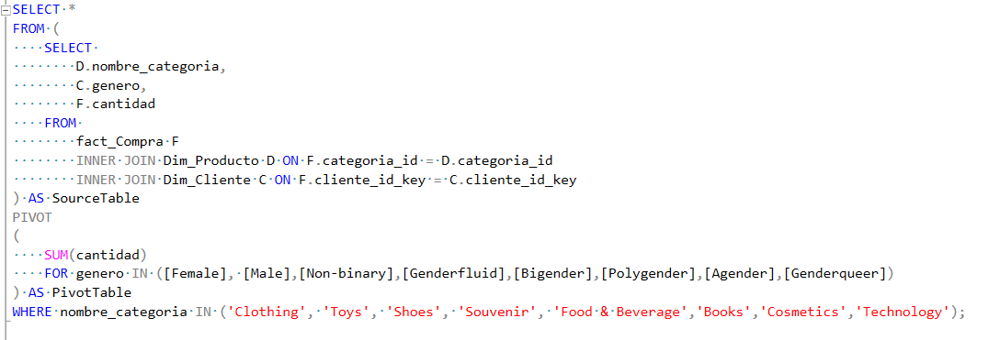 SELECT *
FROM (
    SELECT
        D.nombre_categoria,
        C.genero,
        F.cantidad
    FROM
        fact_Compra F
        INNER JOIN Dim_Producto D ON F.categoria_id = D.categoria_id
        INNER JOIN Dim_Cliente C ON F.cliente_id_key = C.cliente_id_key
) AS SourceTable
PIVOT
(
    SUM(cantidad)
    FOR genero IN ([Female], [Male],[Non-binary],[Genderfluid],[Bigender],[Polygender],[Agender],[Genderqueer])
) AS PivotTable
WHERE nombre_categoria IN ('Clothing', 'Toys', 'Shoes', 'Souvenir', 'Food & Beverage','Books','Cosmetics','Technology');